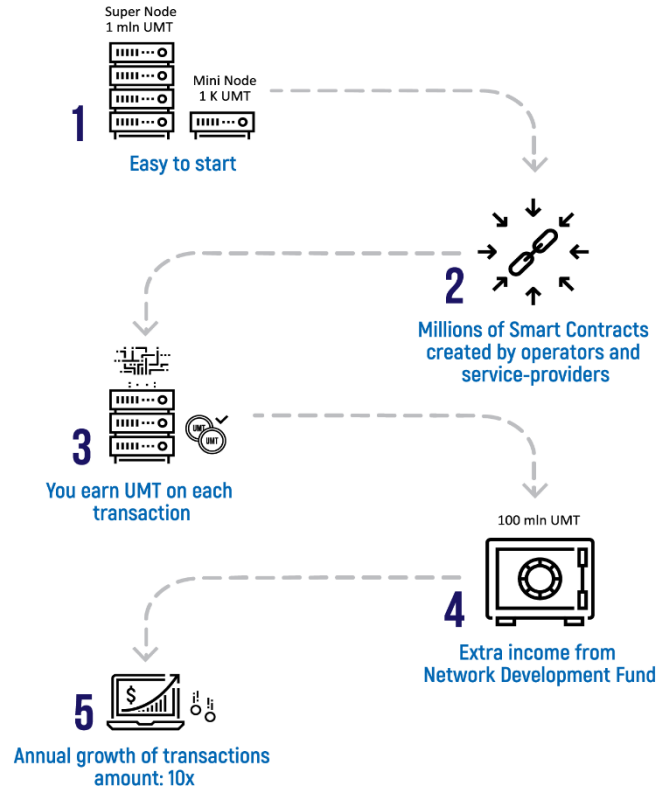 Super Node
1 mln UMT
Mini Node
1 K UMT
1
Easy to start
2
Millions of Smart Contracts
created by operators and
service-providers
UMT
UMT
3
You earn UMT on each
transaction
100 mln UMT
4
Extra income from
Network Development Fund
$
5
Annual growth of transactions
amount: 10x